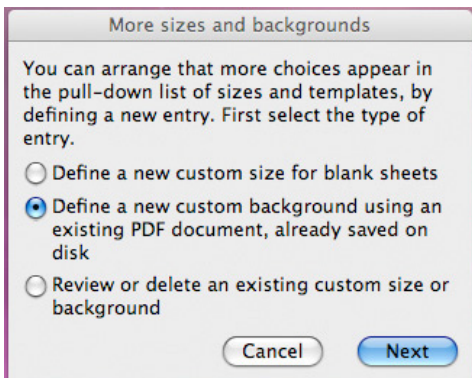 More sizes and backgrounds
You can arrange that more choices appear in
the pull-down list of sizes and templates, by
defining a new entry. First select the type of
entry.
Define a new custom size for blank sheets
Define a new custom background using an
existing PDF document, already saved on
disk
Review or delete an existing custom size or
background
Cancel Next